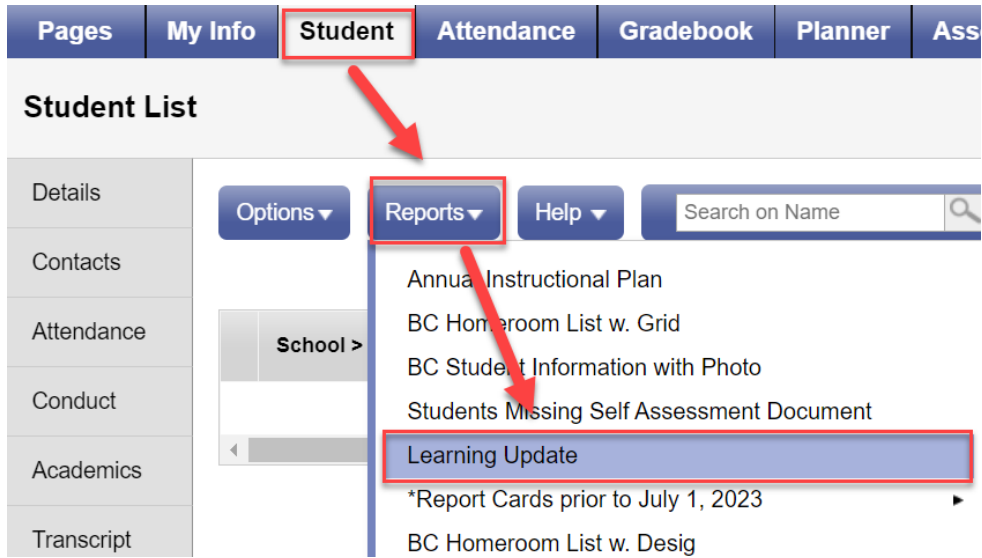 Pages My Info Student Attendance Gradebook Planner Ass
Student List
Details
Contacts
Attendance
Conduct
Academics
Transcript
Options Reports Help Search on Name
School >
Annual Instructional Plan
BC Homeroom List w. Grid
BC Student Information with Photo
Students Missing Self Assessment Document
Learning Update
*Report Cards prior to July 1, 2023
BC Homeroom List w. Desig